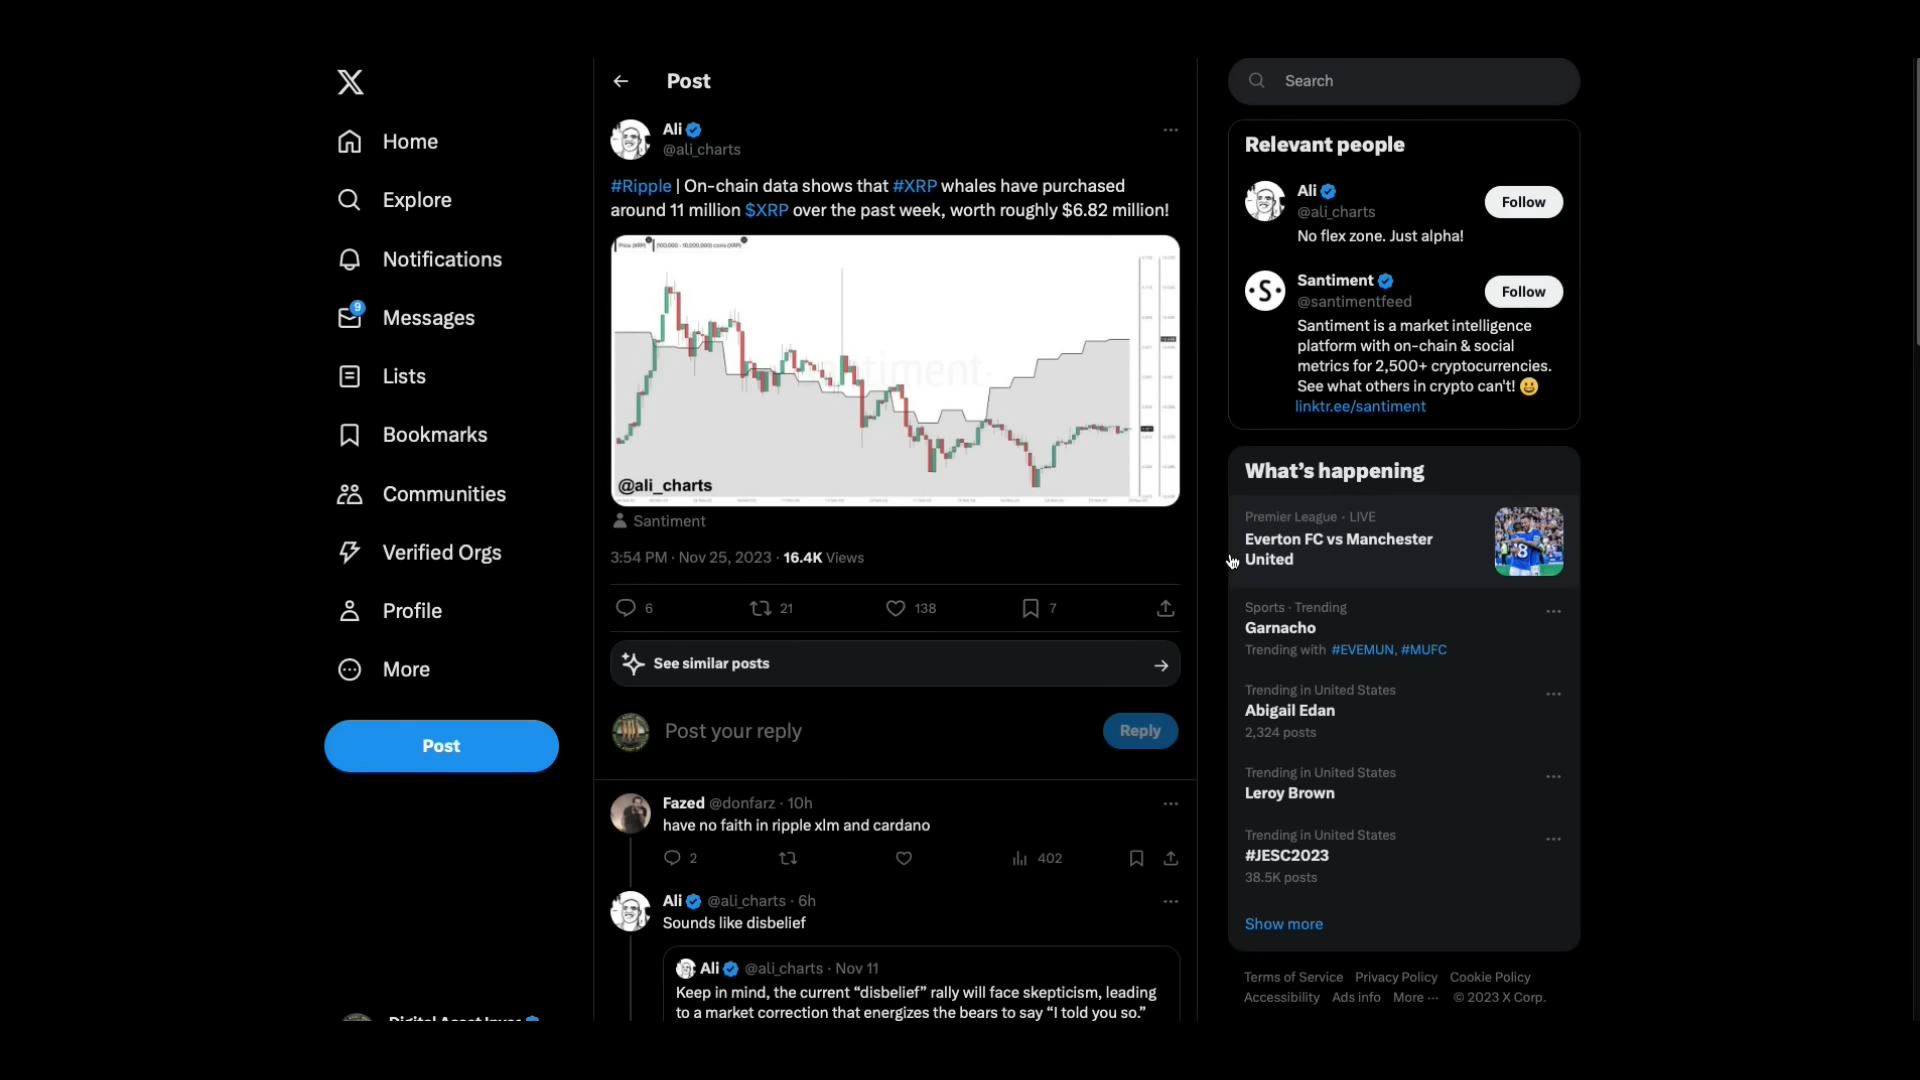 Home
Explore
Notifications
9
Messages
Lists
Bookmarks
Communities
Verified Orgs
Profile
More
Post
Post
Ali
@ali_charts
#Ripple | On-chain data shows that #XRP whales have purchased
around 11 million $XRP over the past week, worth roughly $6.82 million!
@ali_charts
Santiment
3:54 PM · Nov 25, 2023 · 16.4K Views
6 21 138 7
See similar posts
Post your reply
Reply
Fazed @donfarz · 10h
have no faith in ripple xlm and cardano
2 402
Ali @ali_charts · 6h
Sounds like disbelief
Ali @ali_charts · Nov 11
Keep in mind, the current “disbelief” rally will face skepticism, leading
to a market correction that energizes the bears to say “I told you so.”
Search
Relevant people
Ali
@ali_charts
Follow
No flex zone. Just alpha!
Santiment
@santimentfeed
Follow
Santiment is a market intelligence
platform with on-chain & social
metrics for 2,500+ cryptocurrencies.
See what others in crypto can't! 😀
linktr.ee/santiment
What's happening
Premier League · LIVE
Everton FC vs Manchester
United
Sports · Trending
Garnacho
Trending with #EVEMUN, #MUFC
Trending in United States
Abigail Edan
2,324 posts
Trending in United States
Leroy Brown
Trending in United States
#JESC2023
38.5K posts
Show more
Terms of Service Privacy Policy Cookie Policy
Accessibility Ads info More ··· © 2023 X Corp.